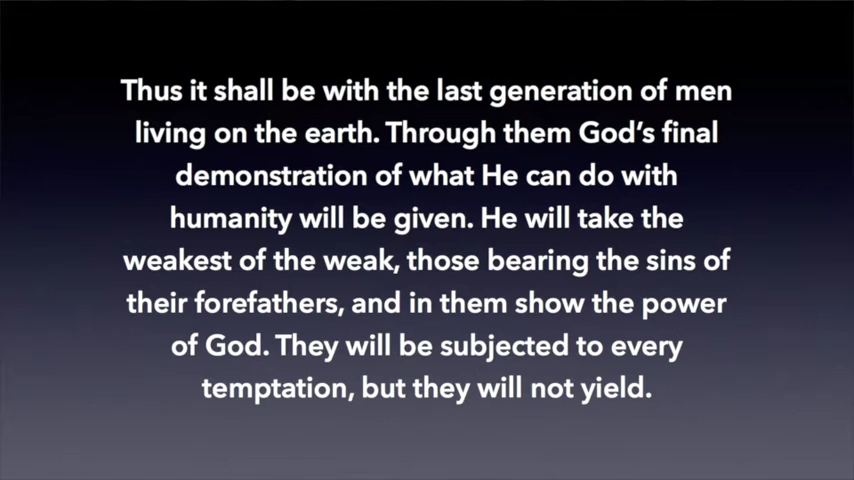 Thus it shall be with the last generation of men
living on the earth. Through them God’s final
demonstration of what He can do with
humanity will be given. He will take the
weakest of the weak, those bearing the sins of
their forefathers, and in them show the power
of God. They will be subjected to every
temptation, but they will not yield.